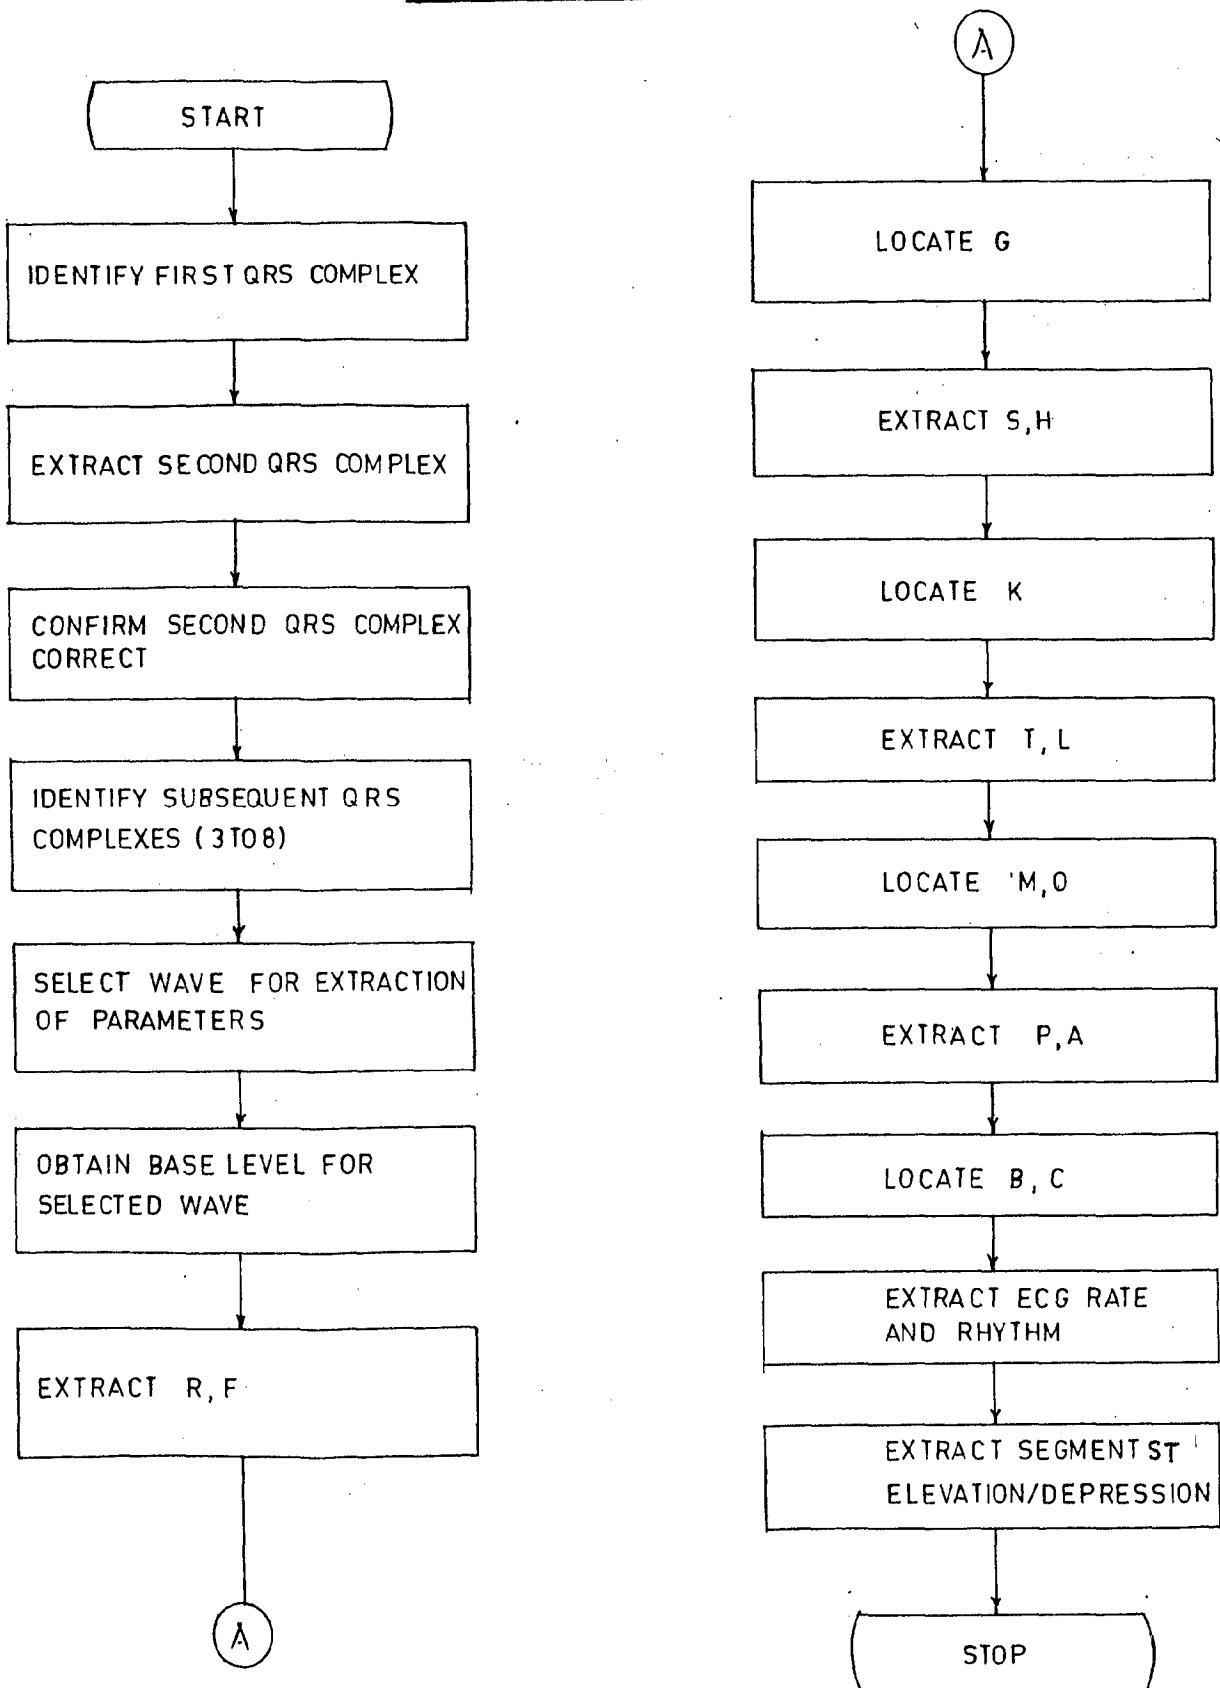 START
IDENTIFY FIRST QRS COMPLEX
EXTRACT SECOND QRS COMPLEX
CONFIRM SECOND QRS COMPLEX
CORRECT
IDENTIFY SUBSEQUENT QRS
COMPLEXES (3 TO 8)
SELECT WAVE FOR EXTRACTION
OF PARAMETERS
OBTAIN BASE LEVEL FOR
SELECTED WAVE
EXTRACT R, F
A
A
LOCATE G
EXTRACT S, H
LOCATE K
EXTRACT T, L
LOCATE M, O
EXTRACT P, A
LOCATE B, C
EXTRACT ECG RATE
AND RHYTHM
EXTRACT SEGMENT ST
ELEVATION/DEPRESSION
STOP